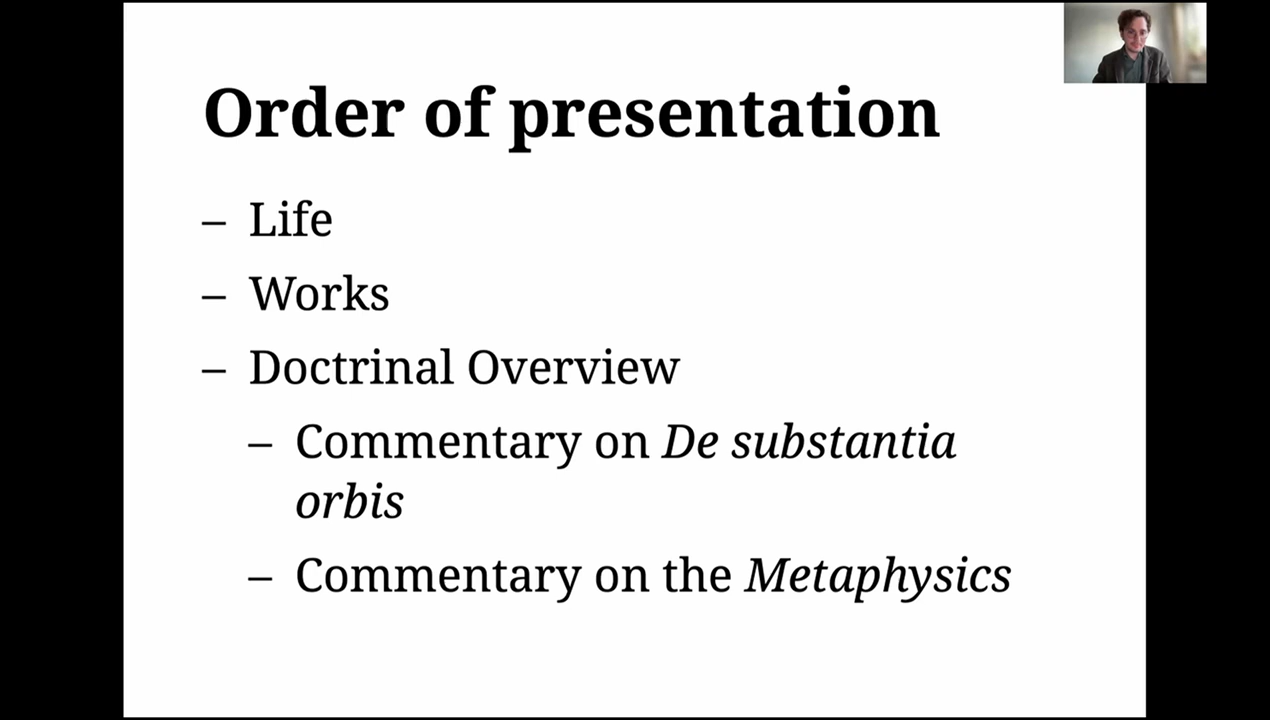 Order of presentation
– Life
– Works
– Doctrinal Overview
– Commentary on De substantia
orbis
– Commentary on the Metaphysics